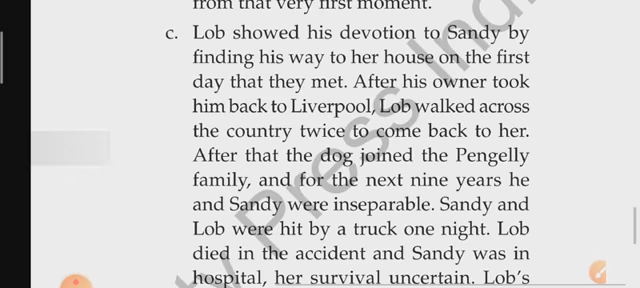 from that very first moment.
c. Lob showed his devotion to Sandy by
finding his way to her house on the first
day that they met. After his owner took
him back to Liverpool, Lob walked across
the country twice to come back to her.
After that the dog joined the Pengelly
family, and for the next nine years he
and Sandy were inseparable. Sandy and
Lob were hit by a truck one night. Lob
died in the accident and Sandy was in
hospital, her survival uncertain. Lob's